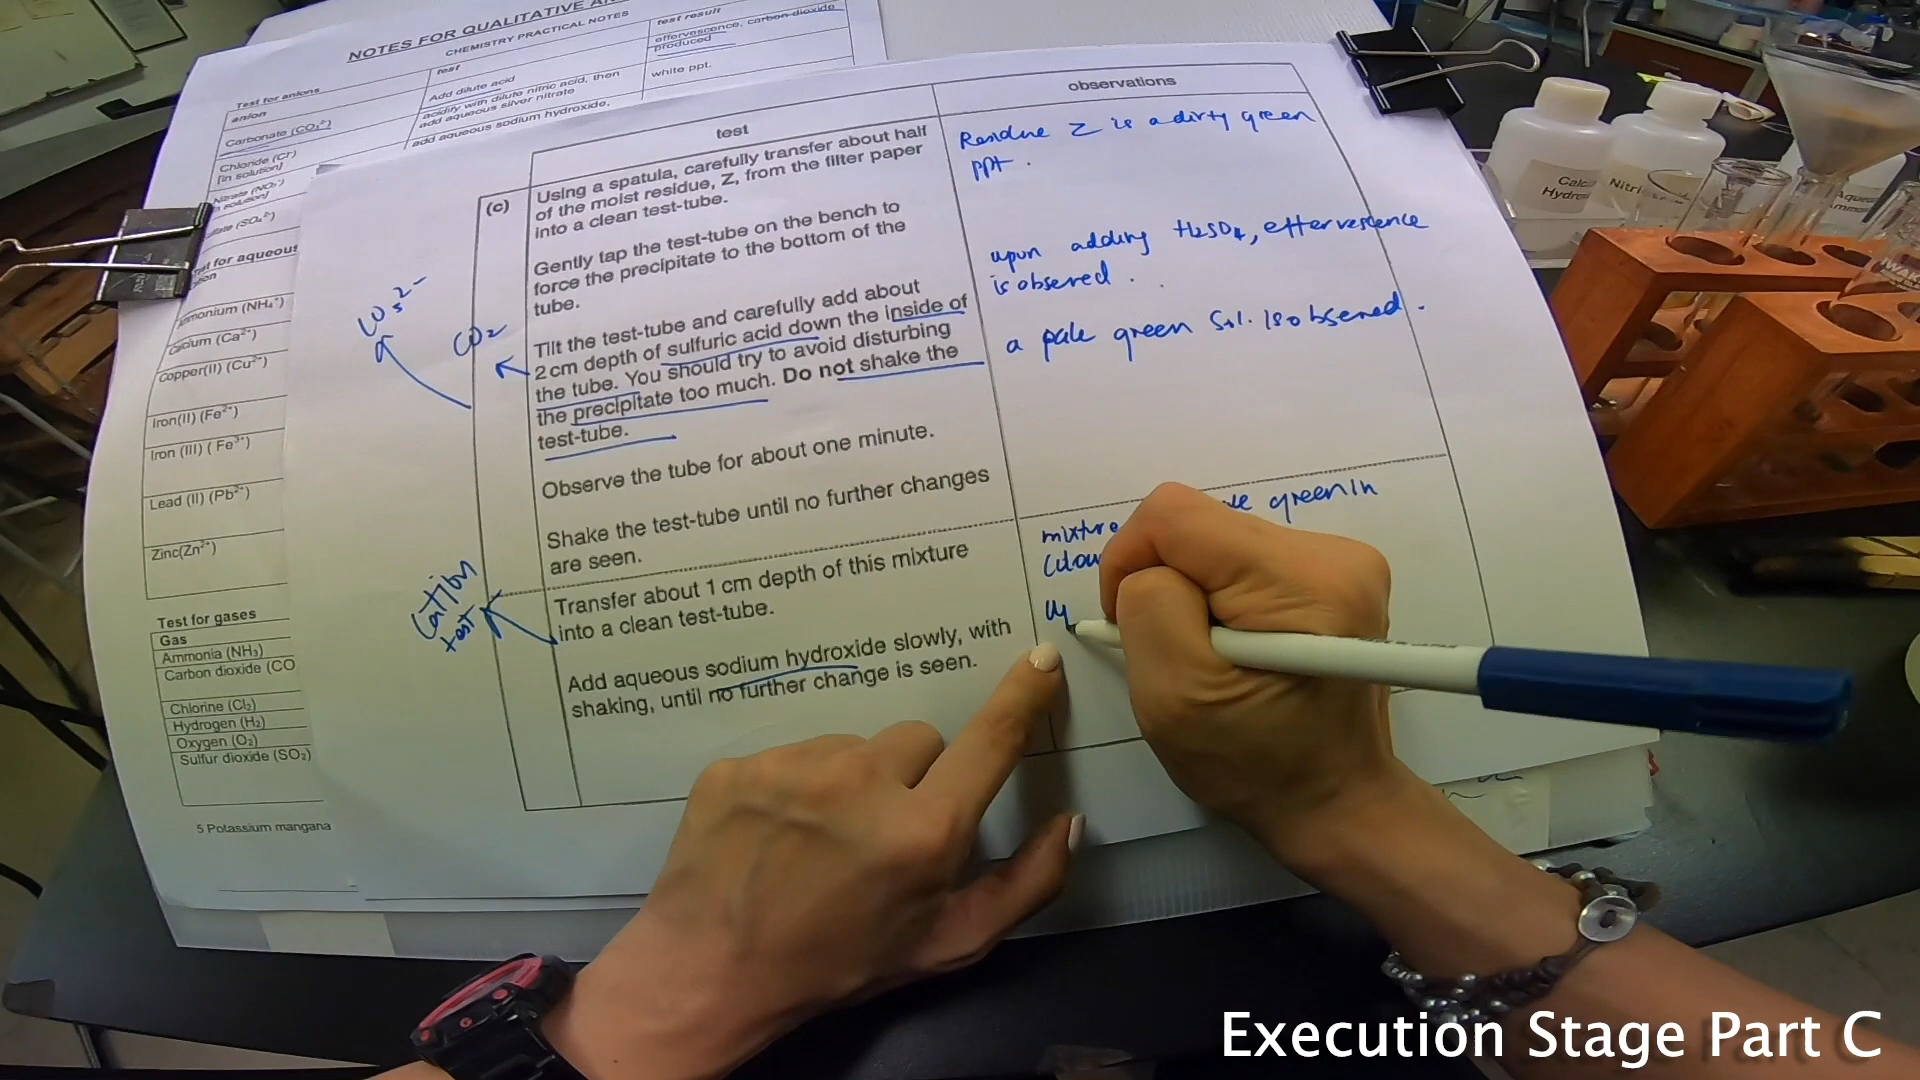 NOTES FOR QUALITATIVE
CHEMISTRY PRACTICAL NOTES
Test for anions
anion
test
test result
Carbonate (CO₃²⁻)
Add dilute acid
effervescence, carbon dioxide
produced
Chloride (Cl⁻)
[in solution]
acidify with dilute nitric acid, then
add aqueous silver nitrate
white ppt.
add aqueous sodium hydroxide,
Calcium (Ca²⁺)
Copper(II) (Cu²⁺)
Iron(II) (Fe²⁺)
Iron (III) ( Fe³⁺)
Lead (II) (Pb²⁺)
Zinc(Zn²⁺)
Test for gases
Gas
Ammonia (NH₃)
Carbon dioxide (CO
Chlorine (Cl₂)
Hydrogen (H₂)
Oxygen (O₂)
Sulfur dioxide (SO₂)
5 Potassium mangana
test
observations
(c)
Using a spatula, carefully transfer about half
of the moist residue, Z, from the filter paper
into a clean test-tube.
Gently tap the test-tube on the bench to
force the precipitate to the bottom of the
tube.
Tilt the test-tube and carefully add about
2 cm depth of sulfuric acid down the inside of
the tube. You should try to avoid disturbing
the precipitate too much. Do not shake the
test-tube.
Observe the tube for about one minute.
Shake the test-tube until no further changes
are seen.
Transfer about 1 cm depth of this mixture
into a clean test-tube.
Add aqueous sodium hydroxide slowly, with
shaking, until no further change is seen.
CO₃²⁻
CO₂
Cation
test
Residue Z is a dirty green
ppt.
upon adding H₂SO₄, effervescence
is observed.
a pale green sol. is observed.
mixture
green in
Execution Stage Part C